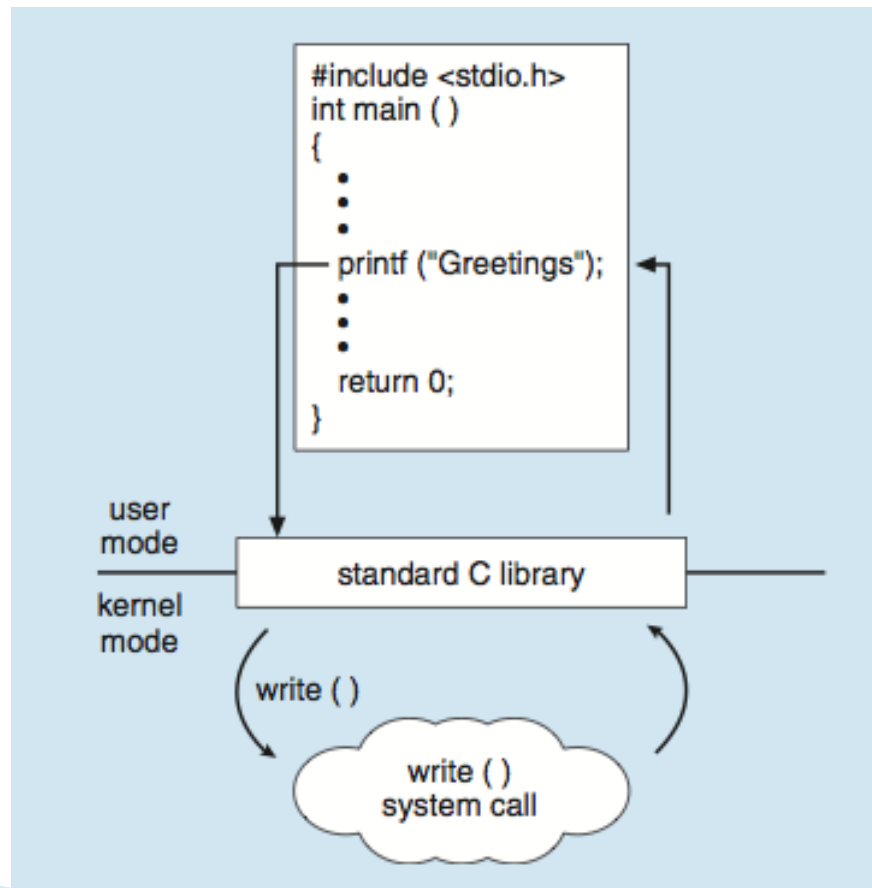 #include <stdio.h>
int main ( )
{
•
•
•
printf ("Greetings");
•
•
•
return 0;
}
user
mode
standard C library
kernel
mode
write ( )
write ( )
system call